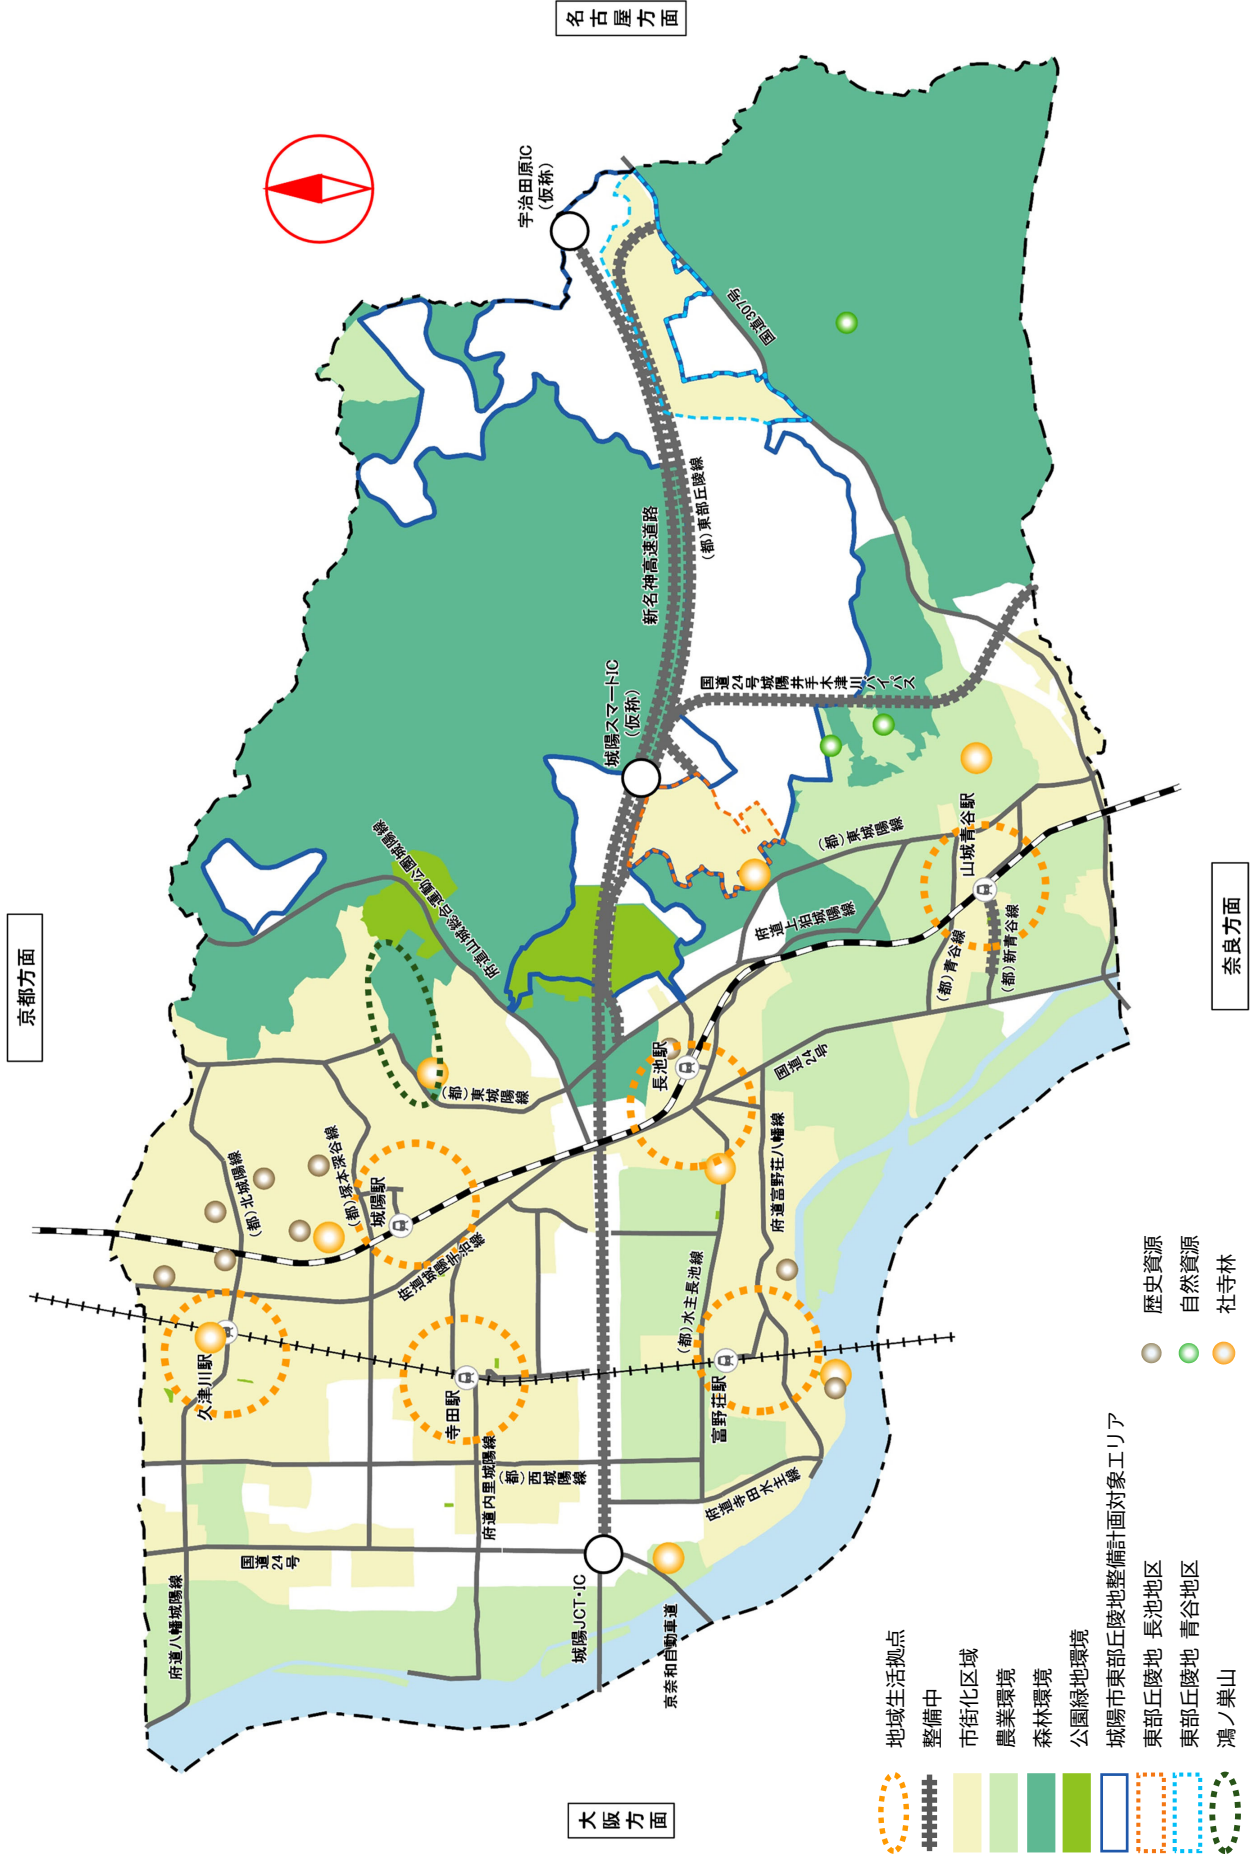 名古屋方面
京都方面
奈良方面
大阪方面
宇治田原IC
(仮称)
国道307号
新名神高速道路
(都)東部丘陵線
城陽スマートIC
(仮称)
国道24号城陽井手木津川バイパス
府道山城総合運動公園城陽線
(都)東城陽線
府道上狛城陽線
山城青谷駅
(都)青谷線
(都)新青谷線
長池駅
国道24号
(都)東城陽線
(都)北城陽線
(都)塚本深谷線
城陽駅
府道城陽宇治線
府道富野荘八幡線
(都)水主長池線
久津川駅
寺田駅
富野荘駅
府道内里城陽線
(都)西城陽線
府道寺田水主線
国道24号
府道八幡城陽線
城陽JCT・IC
京奈和自動車道
地域生活拠点
整備中
市街化区域
農業環境
森林環境
公園緑地環境
城陽市東部丘陵地整備計画対象エリア
東部丘陵地 長池地区
東部丘陵地 青谷地区
鴻ノ巣山
歴史資源
自然資源
社寺林